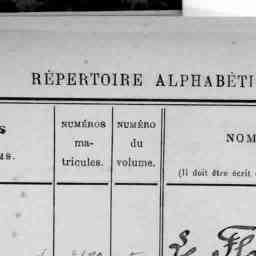 RÉPERTOIRE ALPHABÉTI
NUMÉROS
ma-
tricules.
NUMÉRO
du
volume.
NOM
(Il doit être écrit